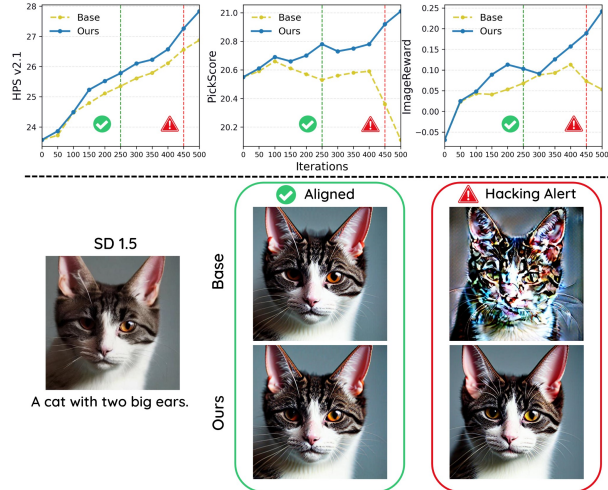 Base
Ours
HPS v2.1
28
27
26
25
24
0 50 100 150 200 250 300 350 400 450 500
Base
Ours
PickScore
21.0
20.8
20.6
20.4
20.2
0 50 100 150 200 250 300 350 400 450 500
Iterations
Base
Ours
ImageReward
0.25
0.20
0.15
0.10
0.05
0.00
−0.05
0 50 100 150 200 250 300 350 400 450 500
Aligned
Hacking Alert
SD 1.5
A cat with two big ears.
Base
Ours